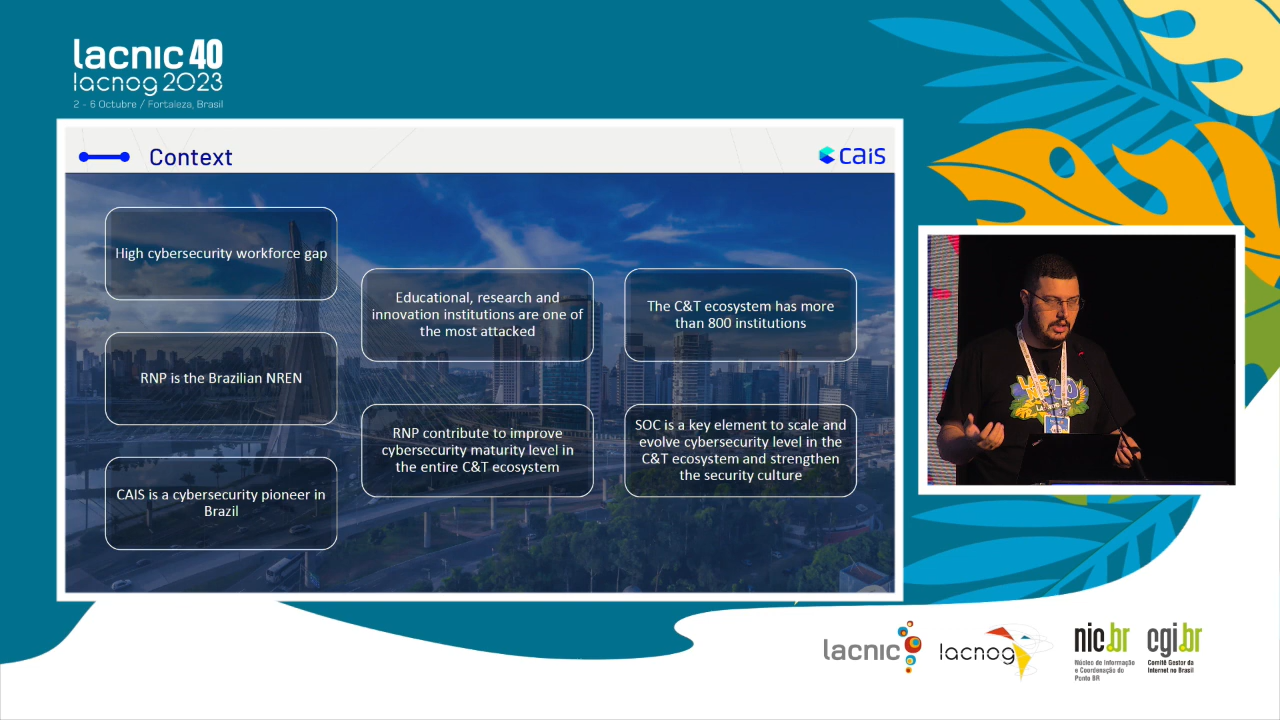 lacnic 40
lacnog 2023
2 - 6 Octubre / Fortaleza, Brasil
Context
cais
High cybersecurity workforce gap
RNP is the Brazilian NREN
CAIS is a cybersecurity pioneer in
Brazil
Educational, research and
innovation institutions are one of
the most attacked
RNP contribute to improve
cybersecurity maturity level in
the entire C&T ecosystem
The C&T ecosystem has more
than 800 institutions
SOC is a key element to scale and
evolve cybersecurity level in the
C&T ecosystem and strengthen
the security culture
lacnic
lacnog
nic.br
Núcleo de Informação
e Coordenação do
Ponto BR
cgi.br
Comitê Gestor da
Internet no Brasil